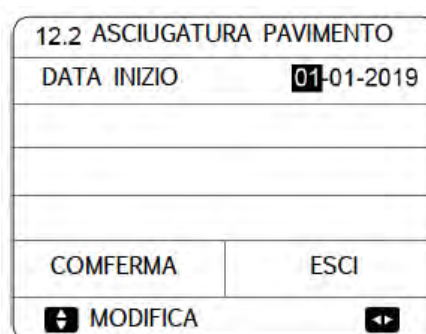 12.2 ASCIUGATURA PAVIMENTO
DATA INIZIO 01-01-2019
COMFERMA ESCI
MODIFICA